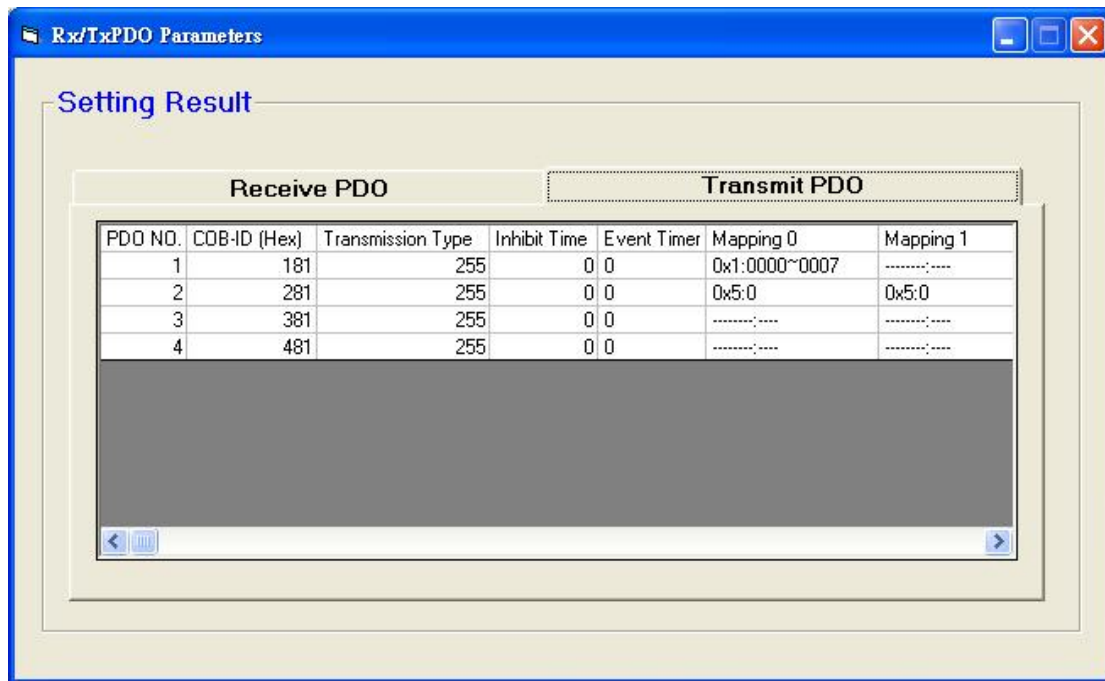 Rx/TxPDO Parameters
Setting Result
Receive PDO Transmit PDO
PDO NO. COB-ID (Hex) Transmission Type Inhibit Time Event Timer Mapping 0 Mapping 1
1 181 255 0 0 0x1:0000~0007 --------:----
2 281 255 0 0 0x5:0 0x5:0
3 381 255 0 0 --------:---- --------:----
4 481 255 0 0 --------:---- --------:----